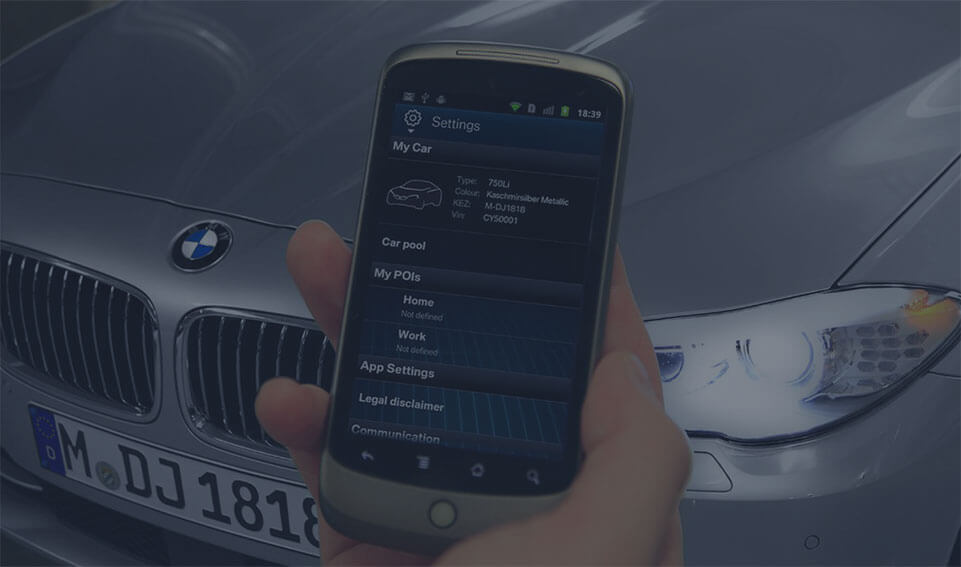 18:39
Settings
My Car
Type: 750Li
Colour: Kaschmirsilber Metallic
KEZ: M-DJ1818
Vin: CY50001
Car pool
My POIs
Home
Not defined
Work
Not defined
App Settings
Legal disclaimer
Communication
BMW
D
M DJ 1818